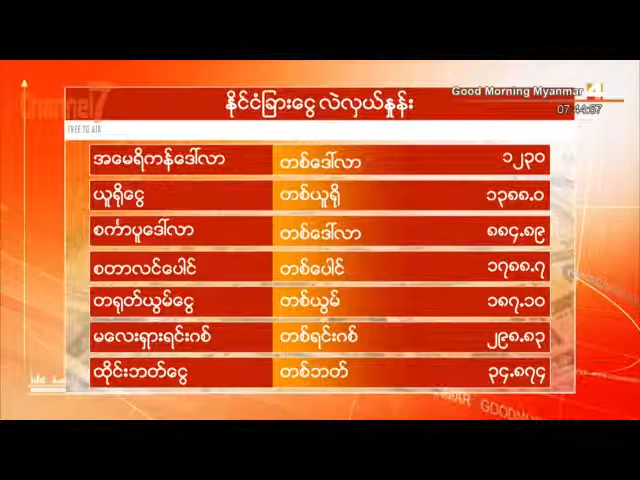 Good Morning Myanmar 4
Channel 7
နိုင်ငံခြားငွေ လဲလှယ်နှုန်း
07:44:57
FREE TO AIR
အမေရိကန်ဒေါ်လာ တစ်ဒေါ်လာ ၁၂၃၀
ယူရိုငွေ တစ်ယူရို ၁၃၈၈.၀
စင်္ကာပူဒေါ်လာ တစ်ဒေါ်လာ ၈၈၄.၈၉
စတာလင်ပေါင် တစ်ပေါင် ၁၇၈၈.၇
တရုတ်ယွမ်ငွေ တစ်ယွမ် ၁၈၇.၁၀
မလေးရှားရင်းဂစ် တစ်ရင်းဂစ် ၂၉၈.၈၃
ထိုင်းဘတ်ငွေ တစ်ဘတ် ၃၄.၈၇၄